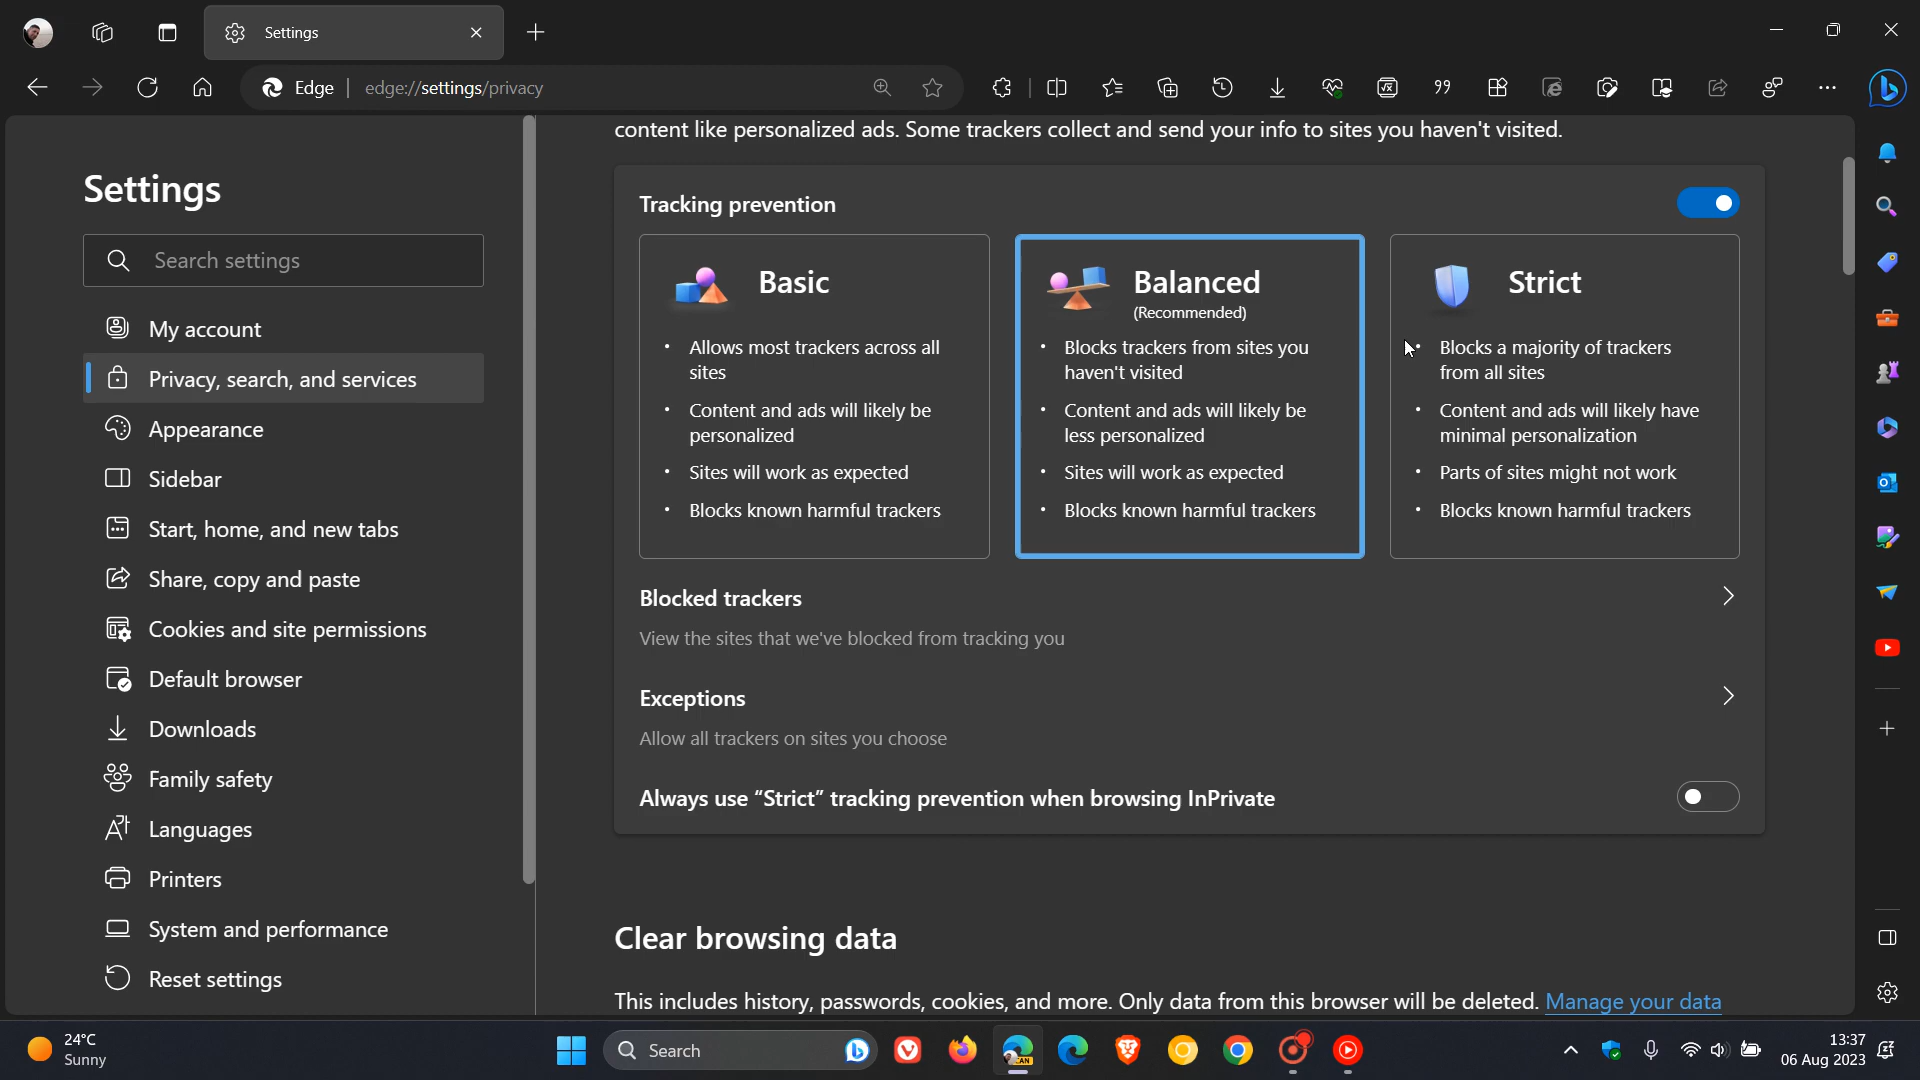 Settings
Edge
edge://settings/privacy
content like personalized ads. Some trackers collect and send your info to sites you haven't visited.
Settings
Search settings
My account
Privacy, search, and services
Appearance
Sidebar
Start, home, and new tabs
Share, copy and paste
Cookies and site permissions
Default browser
Downloads
Family safety
Languages
Printers
System and performance
Reset settings
Tracking prevention
Basic
• Allows most trackers across all
sites
• Content and ads will likely be
personalized
• Sites will work as expected
• Blocks known harmful trackers
Balanced
(Recommended)
• Blocks trackers from sites you
haven't visited
• Content and ads will likely be
less personalized
• Sites will work as expected
• Blocks known harmful trackers
Strict
• Blocks a majority of trackers
from all sites
• Content and ads will likely have
minimal personalization
• Parts of sites might not work
• Blocks known harmful trackers
Blocked trackers
View the sites that we've blocked from tracking you
Exceptions
Allow all trackers on sites you choose
Always use “Strict” tracking prevention when browsing InPrivate
Clear browsing data
This includes history, passwords, cookies, and more. Only data from this browser will be deleted. Manage your data
24°C
Sunny
Search
CAN
13:37
06 Aug 2023